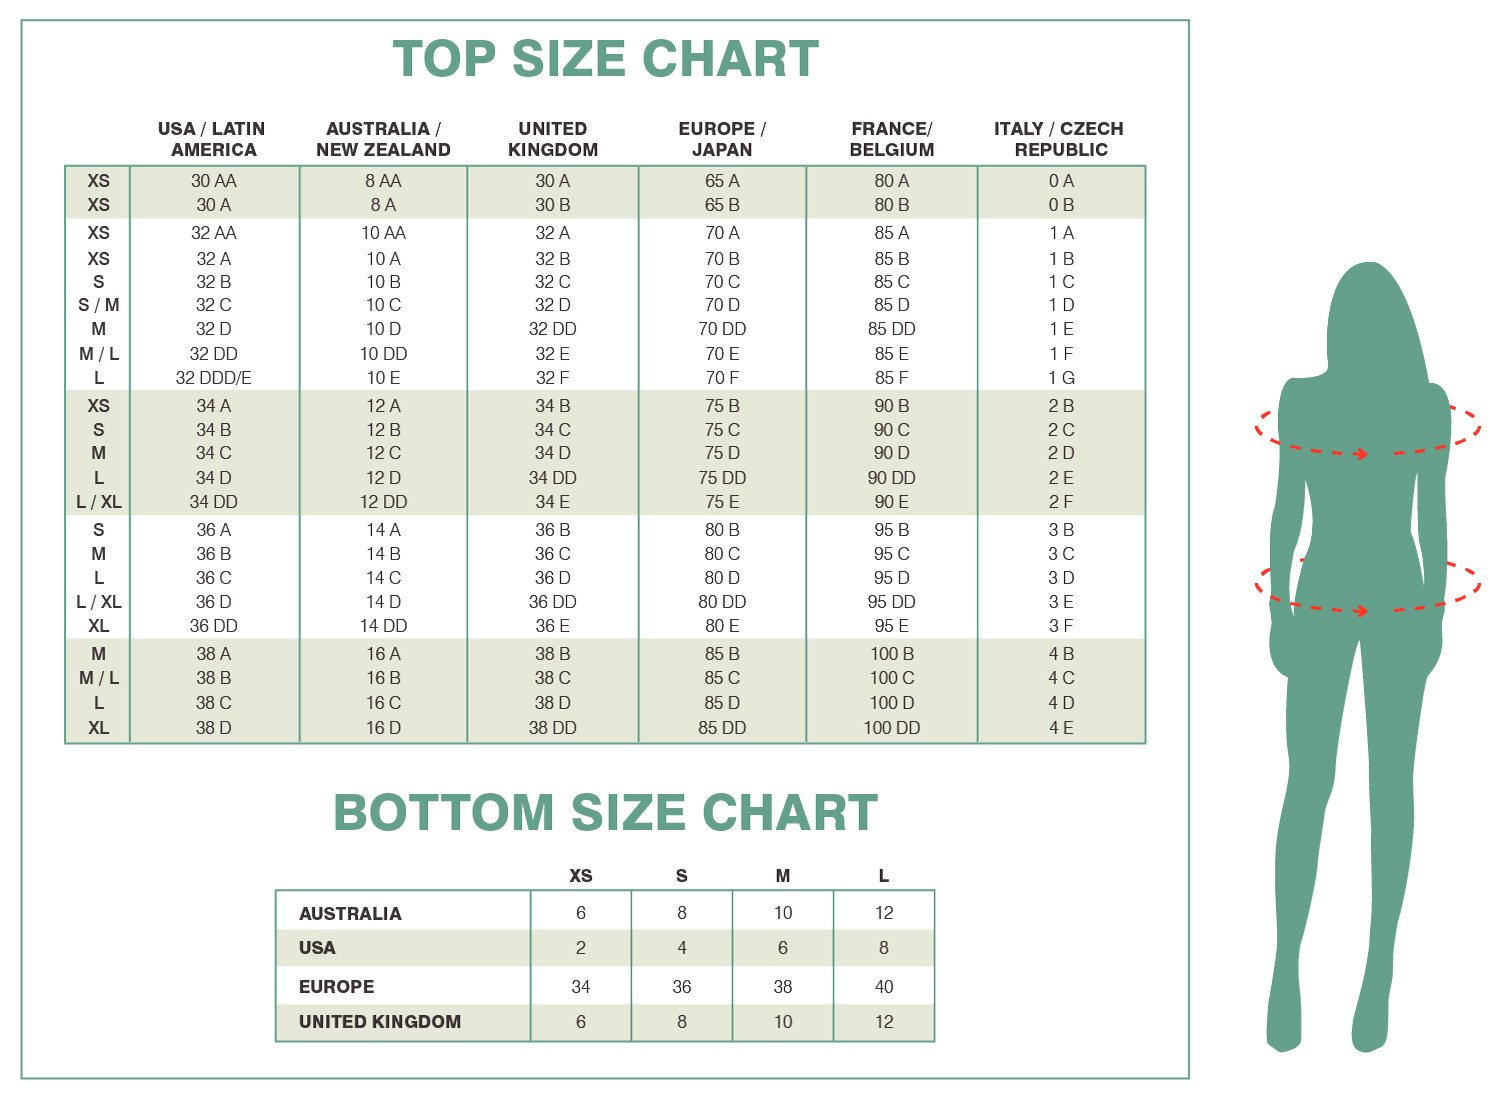 TOP SIZE CHART
USA / LATIN AMERICA AUSTRALIA / NEW ZEALAND UNITED KINGDOM EUROPE / JAPAN FRANCE/ BELGIUM ITALY / CZECH REPUBLIC
XS 30 AA 8 AA 30 A 65 A 80 A 0 A
XS 30 A 8 A 30 B 65 B 80 B 0 B
XS 32 AA 10 AA 32 A 70 A 85 A 1 A
XS 32 A 10 A 32 B 70 B 85 B 1 B
S 32 B 10 B 32 C 70 C 85 C 1 C
S / M 32 C 10 C 32 D 70 D 85 D 1 D
M 32 D 10 D 32 DD 70 DD 85 DD 1 E
M / L 32 DD 10 DD 32 E 70 E 85 E 1 F
L 32 DDD/E 10 E 32 F 70 F 85 F 1 G
XS 34 A 12 A 34 B 75 B 90 B 2 B
S 34 B 12 B 34 C 75 C 90 C 2 C
M 34 C 12 C 34 D 75 D 90 D 2 D
L 34 D 12 D 34 DD 75 DD 90 DD 2 E
L / XL 34 DD 12 DD 34 E 75 E 90 E 2 F
S 36 A 14 A 36 B 80 B 95 B 3 B
M 36 B 14 B 36 C 80 C 95 C 3 C
L 36 C 14 C 36 D 80 D 95 D 3 D
L / XL 36 D 14 D 36 DD 80 DD 95 DD 3 E
XL 36 DD 14 DD 36 E 80 E 95 E 3 F
M 38 A 16 A 38 B 85 B 100 B 4 B
M / L 38 B 16 B 38 C 85 C 100 C 4 C
L 38 C 16 C 38 D 85 D 100 D 4 D
XL 38 D 16 D 38 DD 85 DD 100 DD 4 E
BOTTOM SIZE CHART
XS S M L
AUSTRALIA 6 8 10 12
USA 2 4 6 8
EUROPE 34 36 38 40
UNITED KINGDOM 6 8 10 12